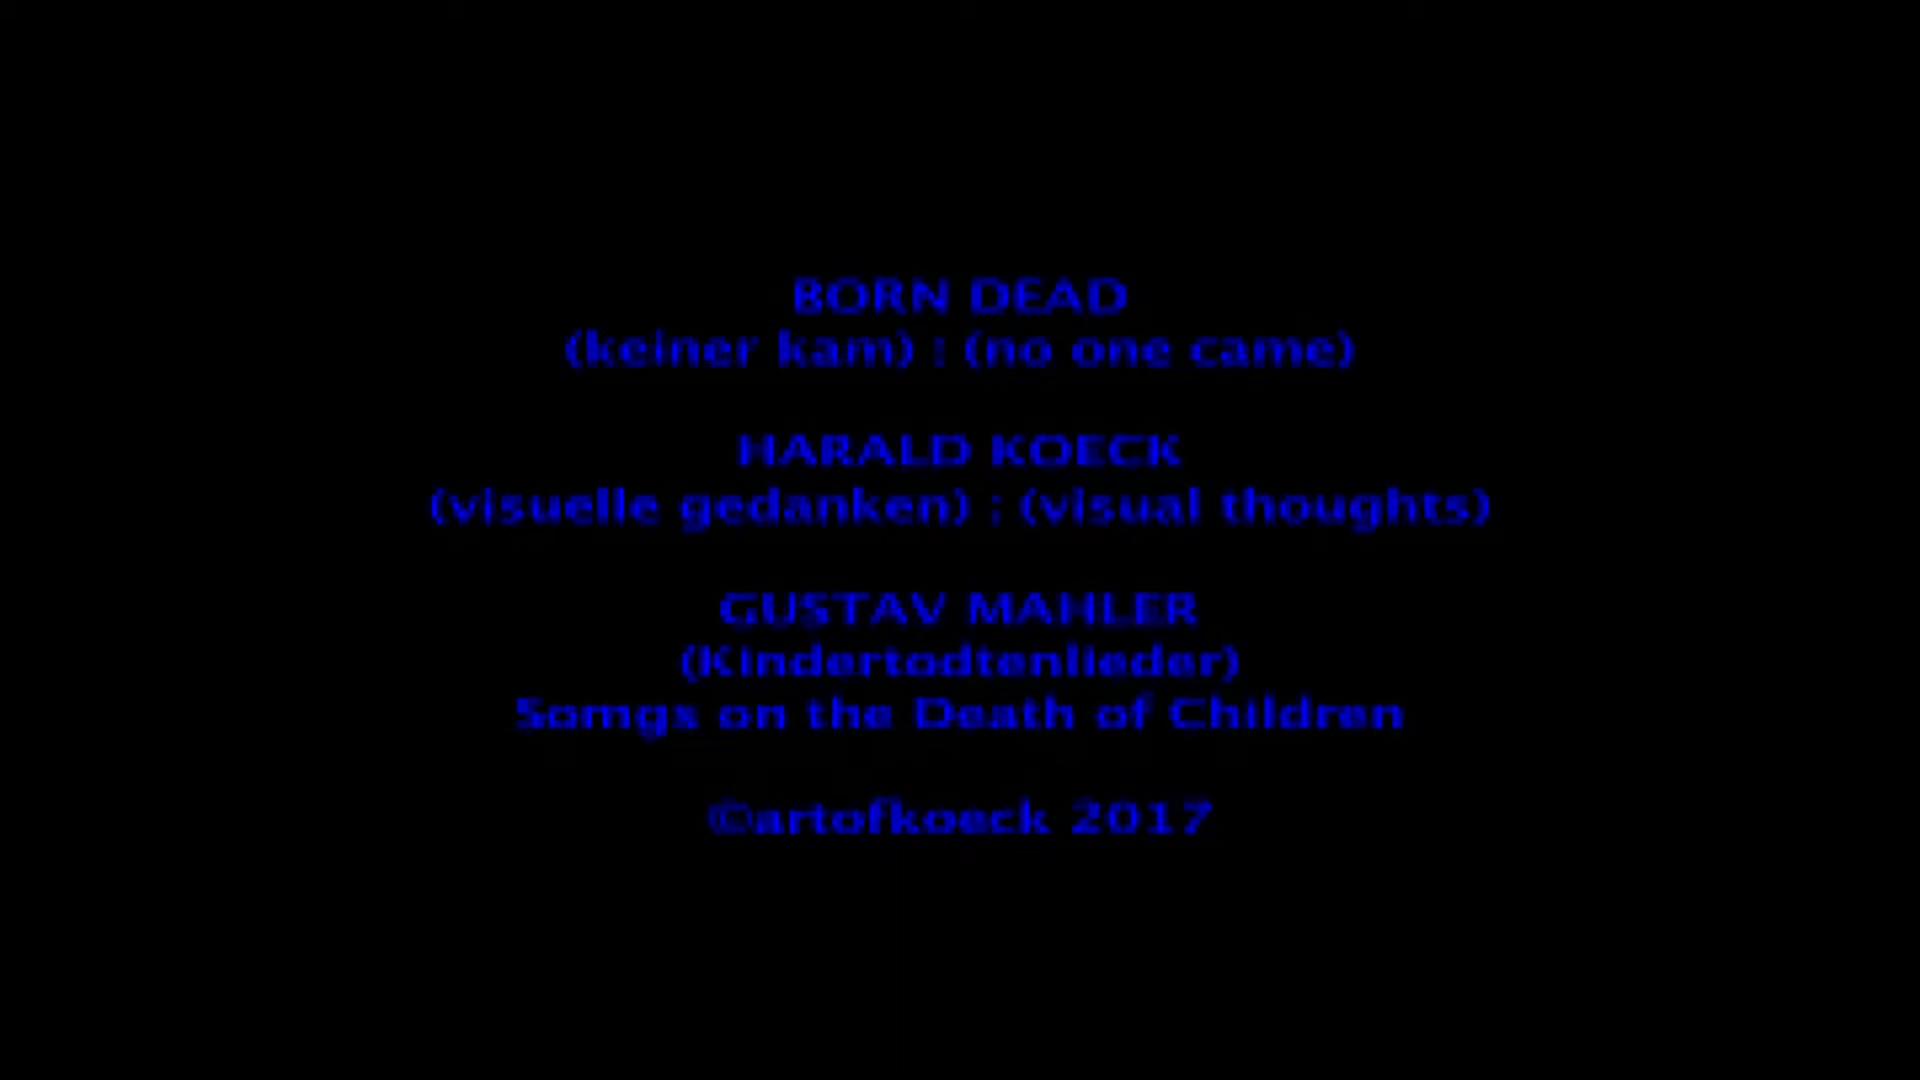 BORN DEAD
(keiner kam) : (no one came)
HARALD KOECK
(visuelle gedanken) : (visual thoughts)
GUSTAV MAHLER
(Kindertodtenlieder)
Somgs on the Death of Children
©artofkoeck 2017